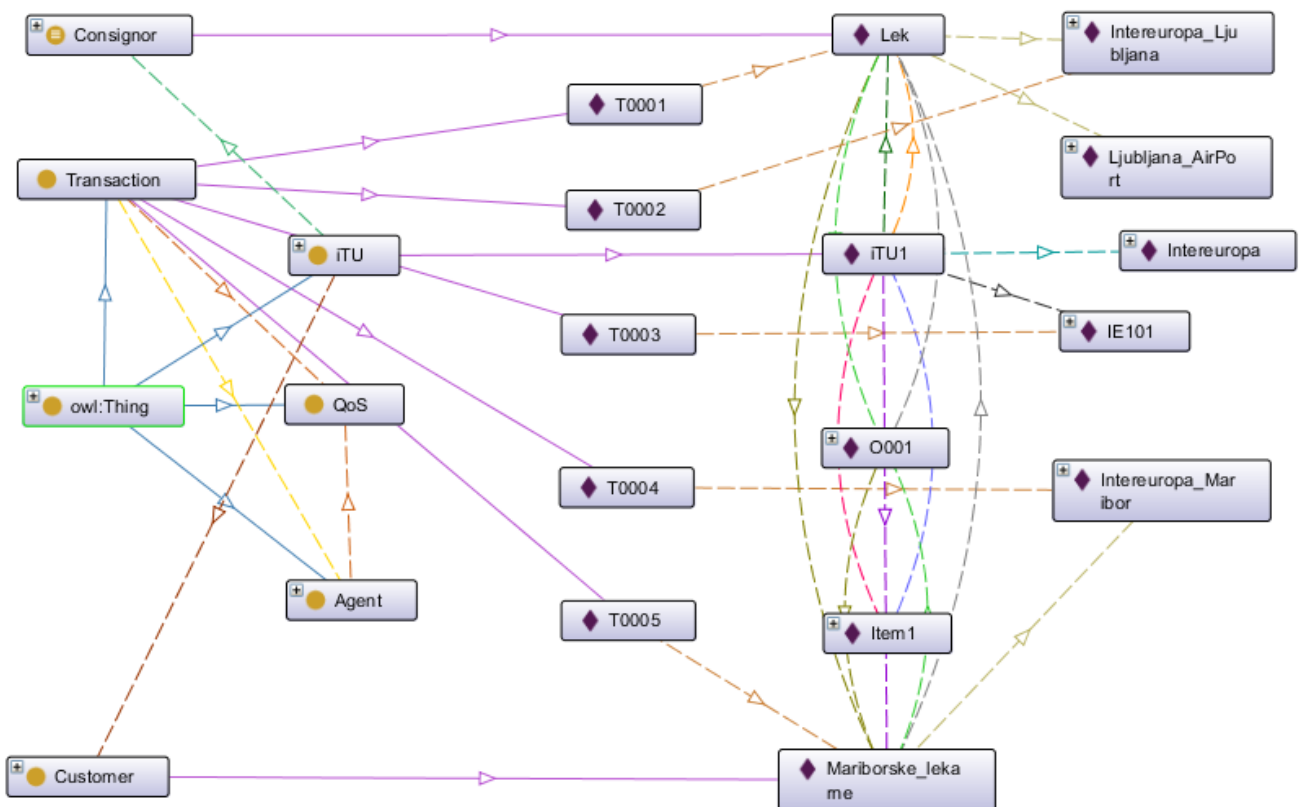 Consignor
Lek
Intereuropa_Lju
bljana
T0001
Ljubljana_AirPo
rt
Transaction
T0002
iTU
iTU1
Intereuropa
T0003
IE101
owl:Thing
QoS
O001
T0004
Intereuropa_Mar
ibor
Agent
T0005
Item1
Customer
Mariborske_leka
rne